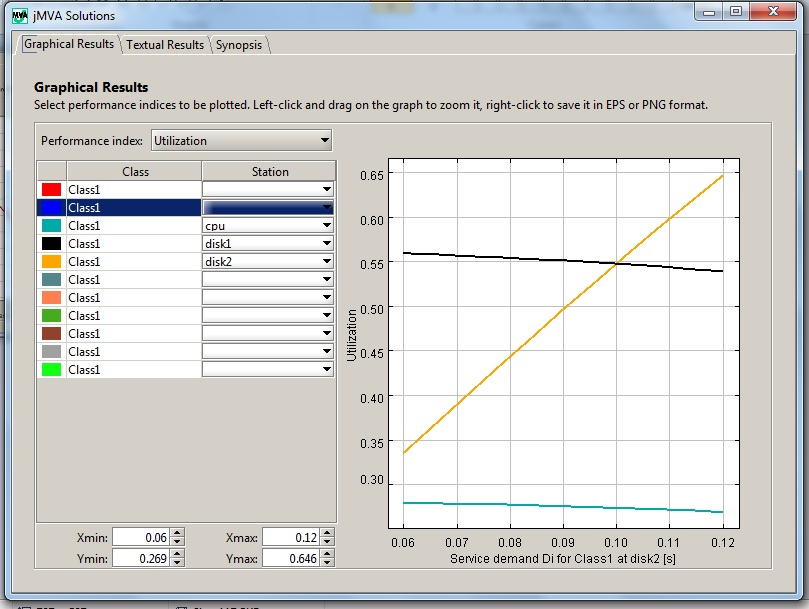 MVA jMVA Solutions
Graphical Results Textual Results Synopsis
Graphical Results
Select performance indices to be plotted. Left-click and drag on the graph to zoom it, right-click to save it in EPS or PNG format.
Performance index: Utilization
Class Station
Class1
Class1
Class1 cpu
Class1 disk1
Class1 disk2
Class1
Class1
Class1
Class1
Class1
Class1
Xmin: 0.06 Xmax: 0.12
Ymin: 0.269 Ymax: 0.646
Utilization
0.65
0.60
0.55
0.50
0.45
0.40
0.35
0.30
0.06 0.07 0.08 0.09 0.10 0.11 0.12
Service demand Di for Class1 at disk2 [s]